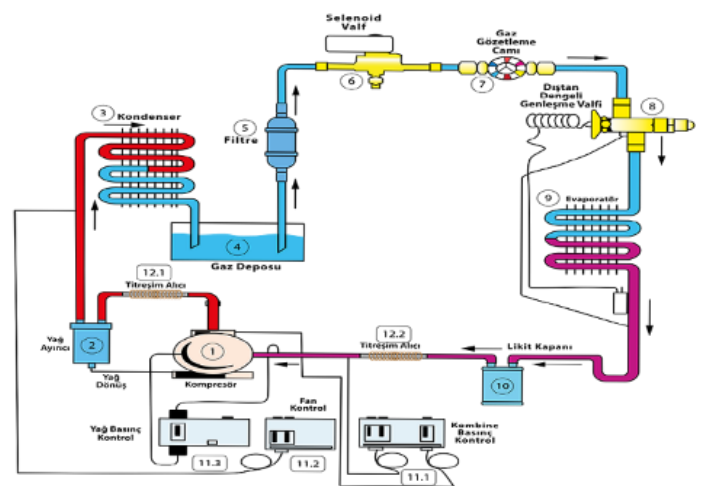 Selenoid
Valf
6
Gaz
Gözetleme
Camı
7
Dıştan
Dengeli
Genleşme Valfi
8
3
Kondenser
5
Filtre
9
Evaporatör
4
Gaz Deposu
12.1
Titreşim Alıcı
Yağ
Ayırıcı
2
Yağ
Dönüş
1
Kompresör
12.2
Titreşim Alıcı
Likit Kapanı
10
Yağ Basınç
Kontrol
11.3
Fan
Kontrol
11.2
Kombine
Basınç
Kontrol
11.1